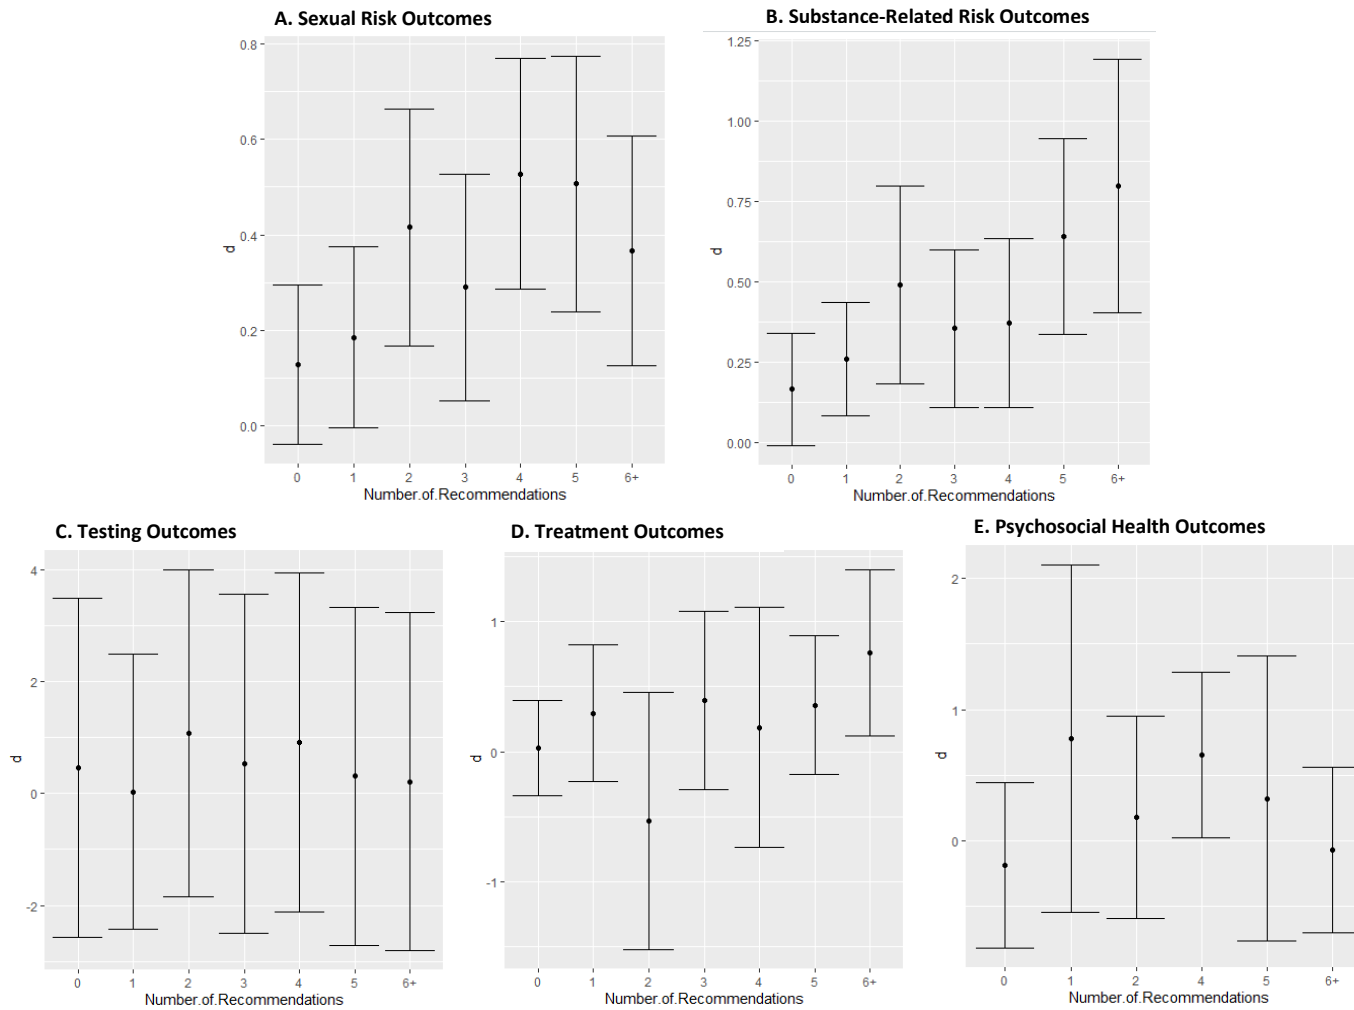 A. Sexual Risk Outcomes
0.8
0.6
0.4
0.2
0.0
d
0 1 2 3 4 5 6+
Number.of.Recommendations
B. Substance-Related Risk Outcomes
1.25
1.00
0.75
0.50
0.25
0.00
d
0 1 2 3 4 5 6+
Number.of.Recommendations
C. Testing Outcomes
4
2
0
-2
d
0 1 2 3 4 5 6+
Number.of.Recommendations
D. Treatment Outcomes
1
0
-1
d
0 1 2 3 4 5 6+
Number.of.Recommendations
E. Psychosocial Health Outcomes
2
1
0
d
0 1 2 4 5 6+
Number.of.Recommendations